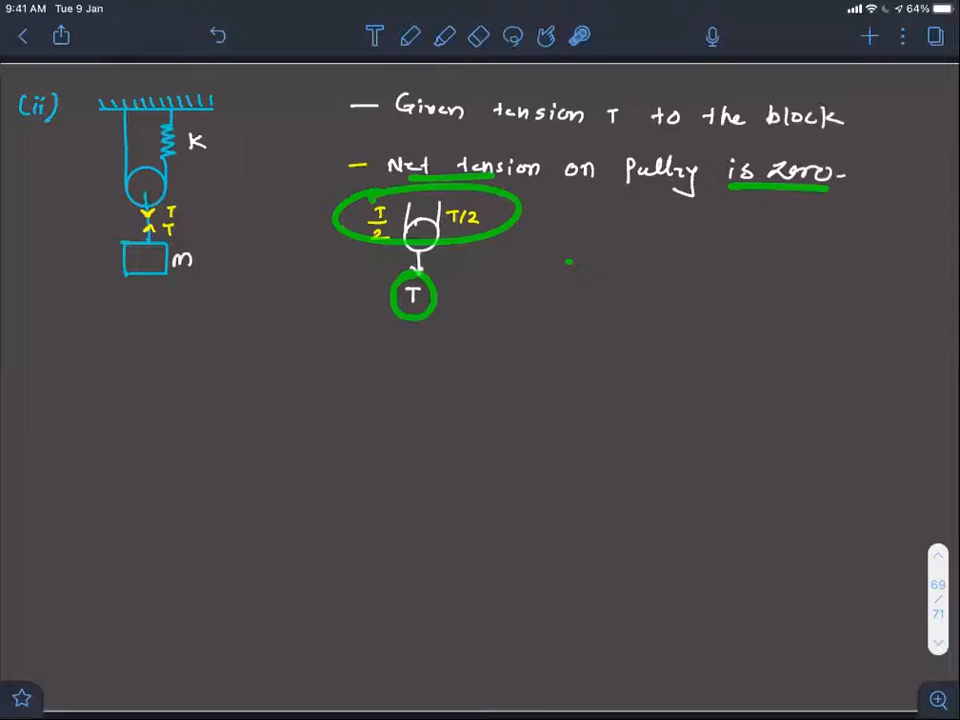 9:41 AM Tue 9 Jan
64%
(ii)
K
T
T
m
— Given tension T to the block
— Net tension on Pulley is zero.
T/2 T/2
T
69
/
71